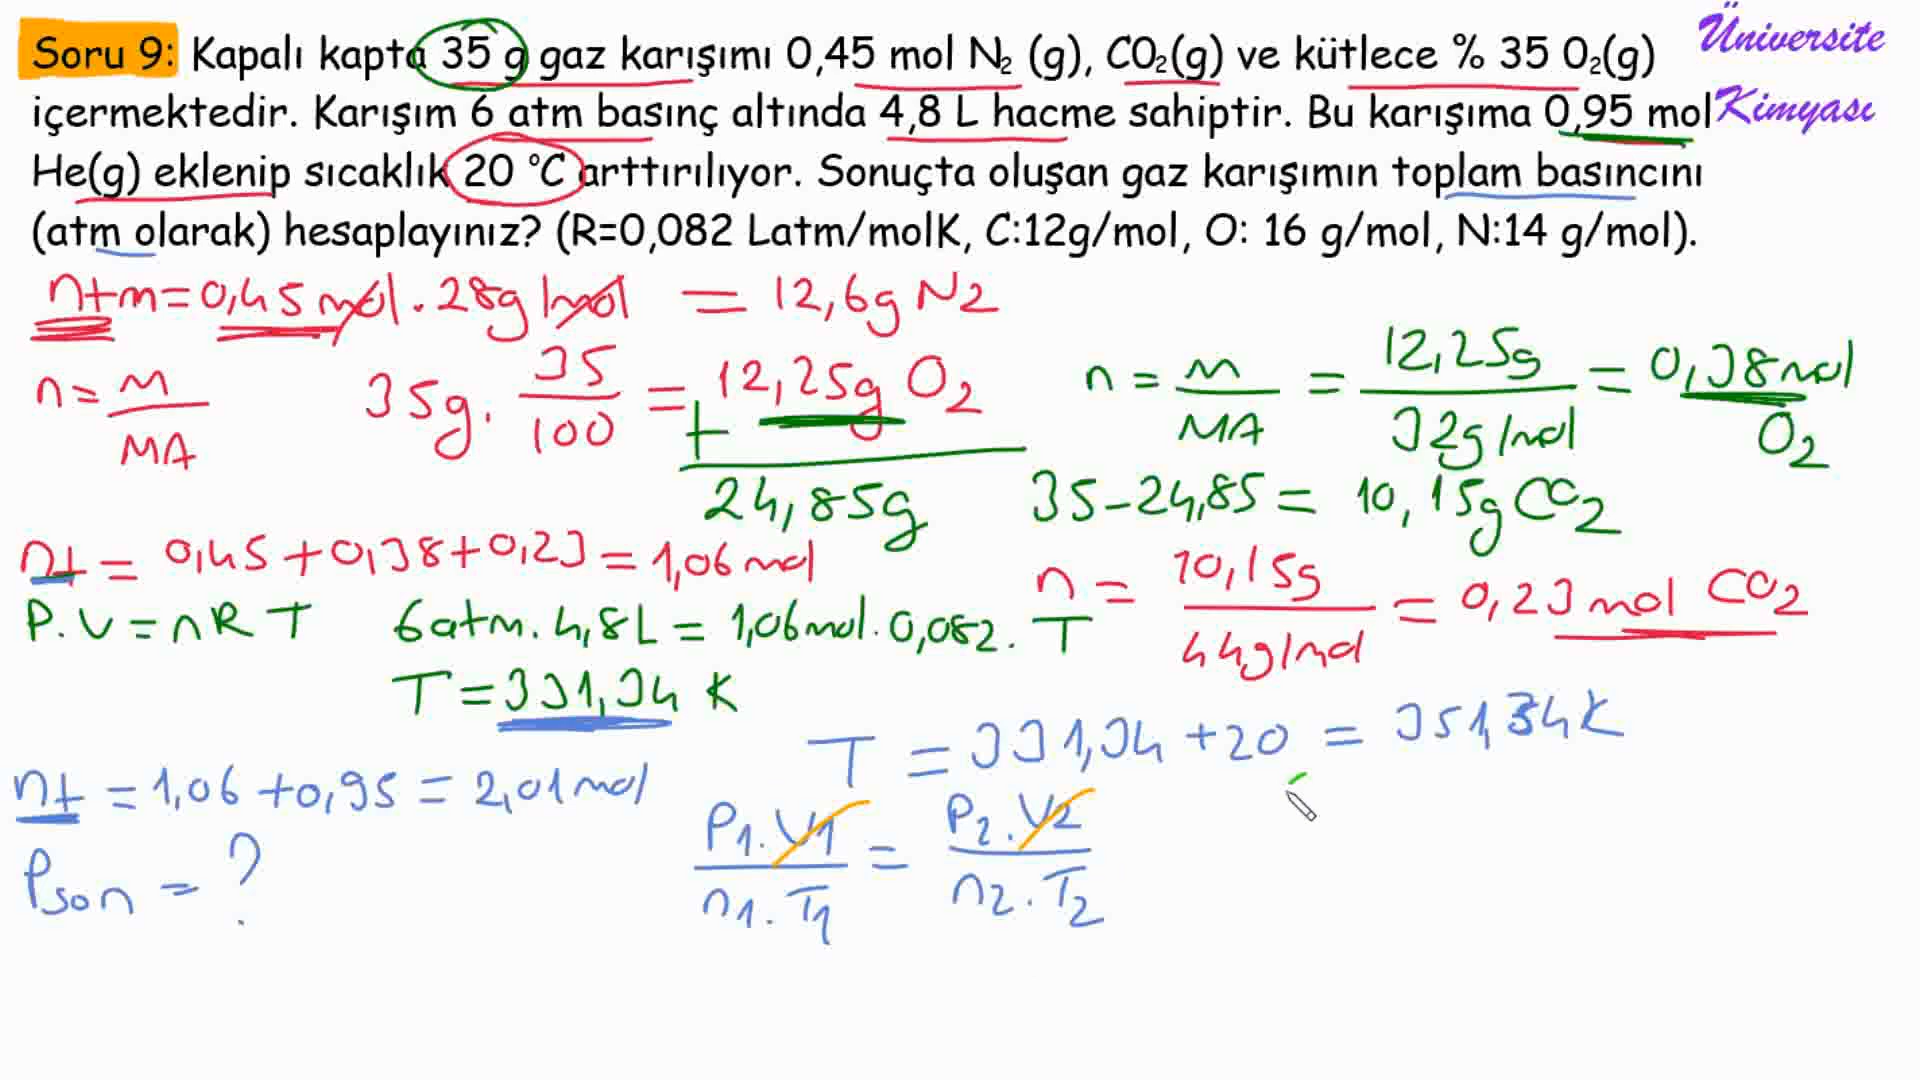 Soru 9: Kapalı kapta 35 g gaz karışımı 0,45 mol N₂ (g), CO₂(g) ve kütlece % 35 O₂(g)
içermektedir. Karışım 6 atm basınç altında 4,8 L hacme sahiptir. Bu karışıma 0,95 mol
He(g) eklenip sıcaklık 20 °C arttırılıyor. Sonuçta oluşan gaz karışımın toplam basıncını
(atm olarak) hesaplayınız? (R=0,082 Latm/molK, C:12g/mol, O: 16 g/mol, N:14 g/mol).
Üniversite
Kimyası
nt m = 0,45 mol . 28g/mol = 12,6g N₂
n = m/MA
35g . 35/100 = 12,25g O₂
n = m/MA = 12,25g/32g/mol = 0,38mol O₂
+
24,85g
35-24,85 = 10,15g CO₂
nt = 0,45+0,38+0,23 = 1,06mol
n = 10,15g/44g/mol = 0,23 mol CO₂
P.V = nRT
6atm. 4,8L = 1,06mol. 0,082. T
T = 331,34 K
T = 331,34 +20 = 351,34K
nt = 1,06 +0,95 = 2,01mol
P₁.V₁/n₁.T₁ = P₂.V₂/n₂.T₂
Pson = ?